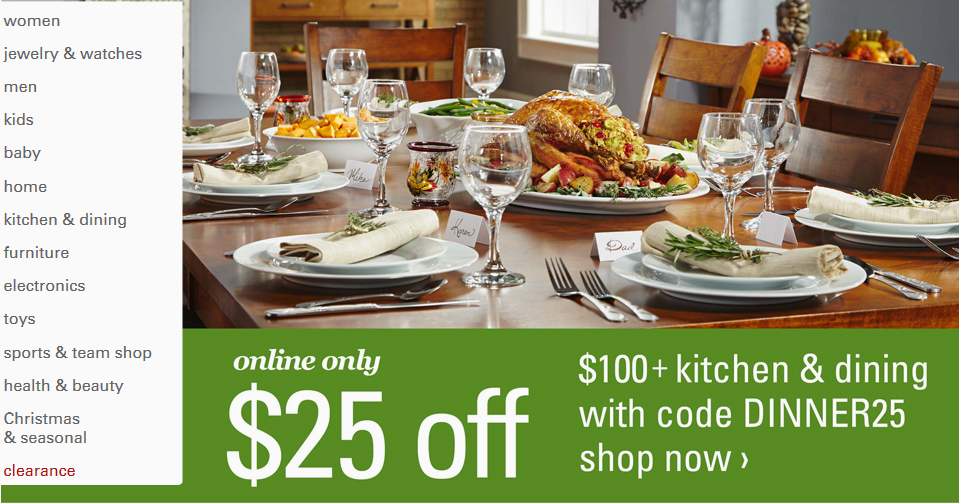 women
jewelry & watches
men
kids
baby
home
kitchen & dining
furniture
electronics
toys
sports & team shop
health & beauty
Christmas
& seasonal
clearance
Mike
Karen
Dad
online only
$25 off
$100+ kitchen & dining
with code DINNER25
shop now ›